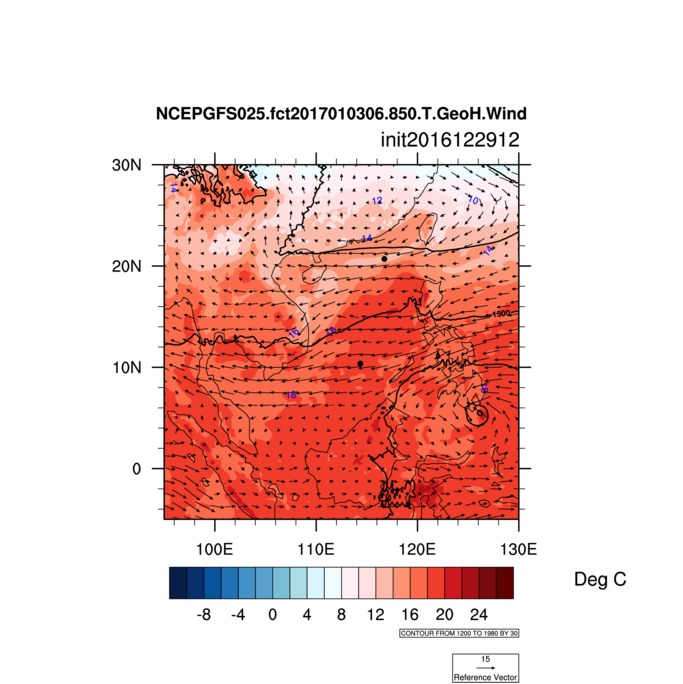 NCEPGFS025.fct2017010306.850.T.GeoH.Wind
init2016122912
30N
20N
10N
0
100E
110E
120E
130E
14
12
10
14
14
1500
16
18
18
Deg C
-8
-4
0
4
8
12
16
20
24
CONTOUR FROM 1200 TO 1980 BY 30
15
Reference Vector